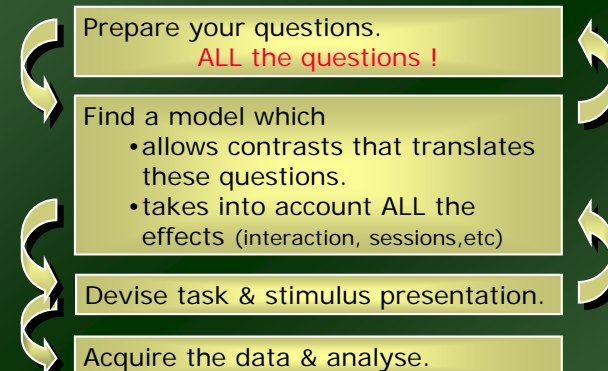 Prepare your questions.
ALL the questions !
Find a model which
•allows contrasts that translates
these questions.
•takes into account ALL the
effects (interaction, sessions,etc)
Devise task & stimulus presentation.
Acquire the data & analyse.